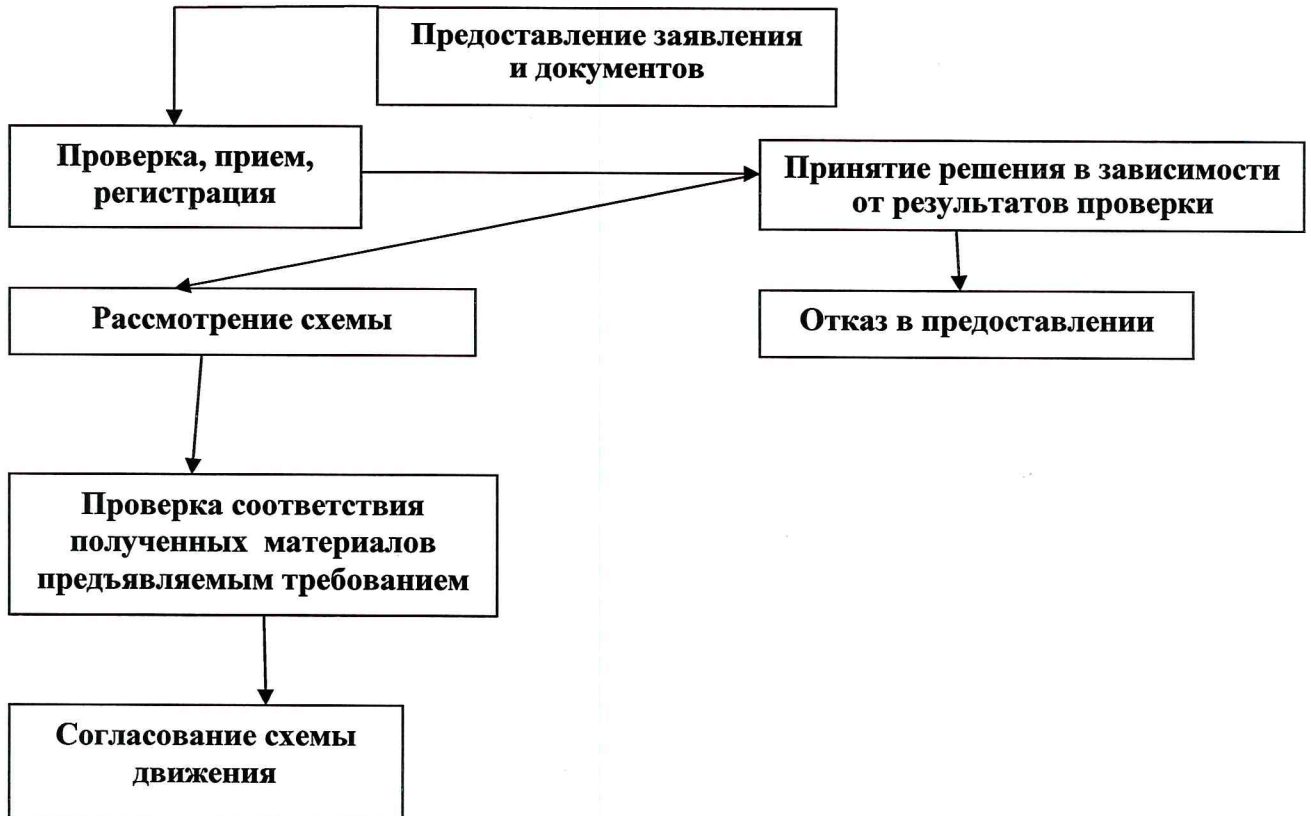 Предоставление заявления
и документов
Проверка, прием,
регистрация
Принятие решения в зависимости
от результатов проверки
Рассмотрение схемы
Отказ в предоставлении
Проверка соответствия
полученных материалов
предъявляемым требованием
Согласование схемы
движения